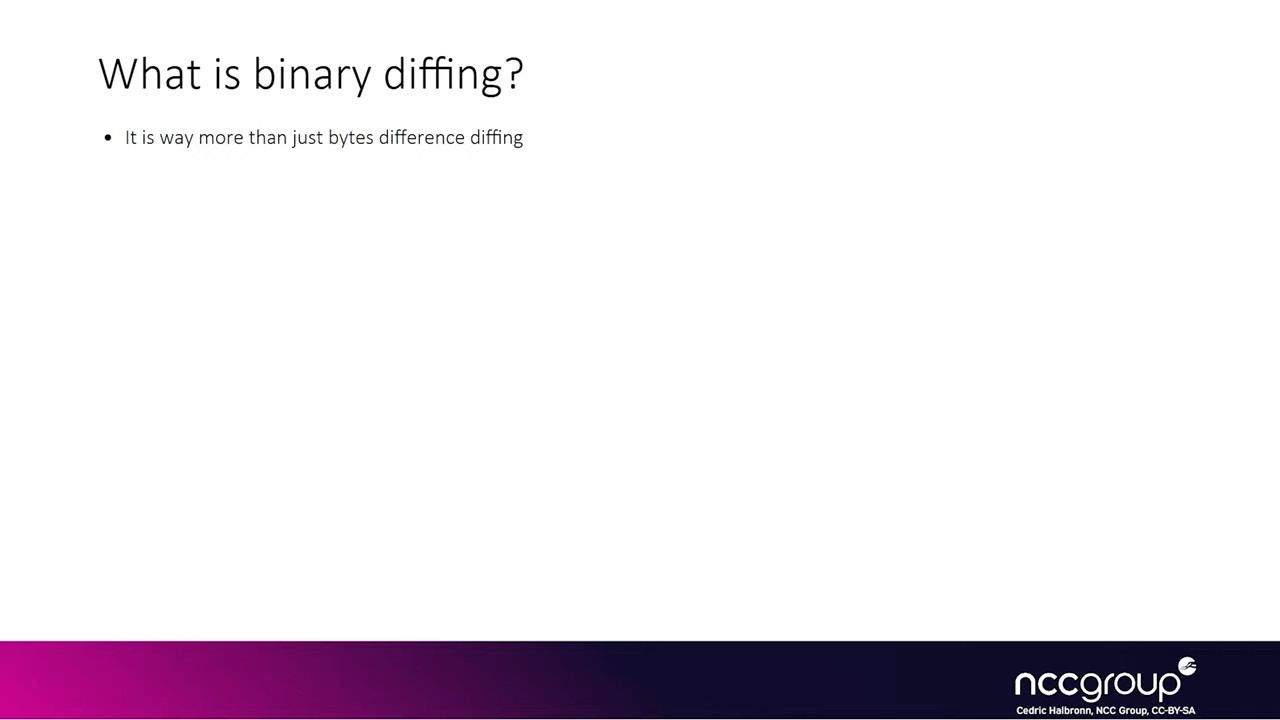 What is binary diffing?
• It is way more than just bytes difference diffing
nccgroup
Cedric Halbronn, NCC Group, CC-BY-SA